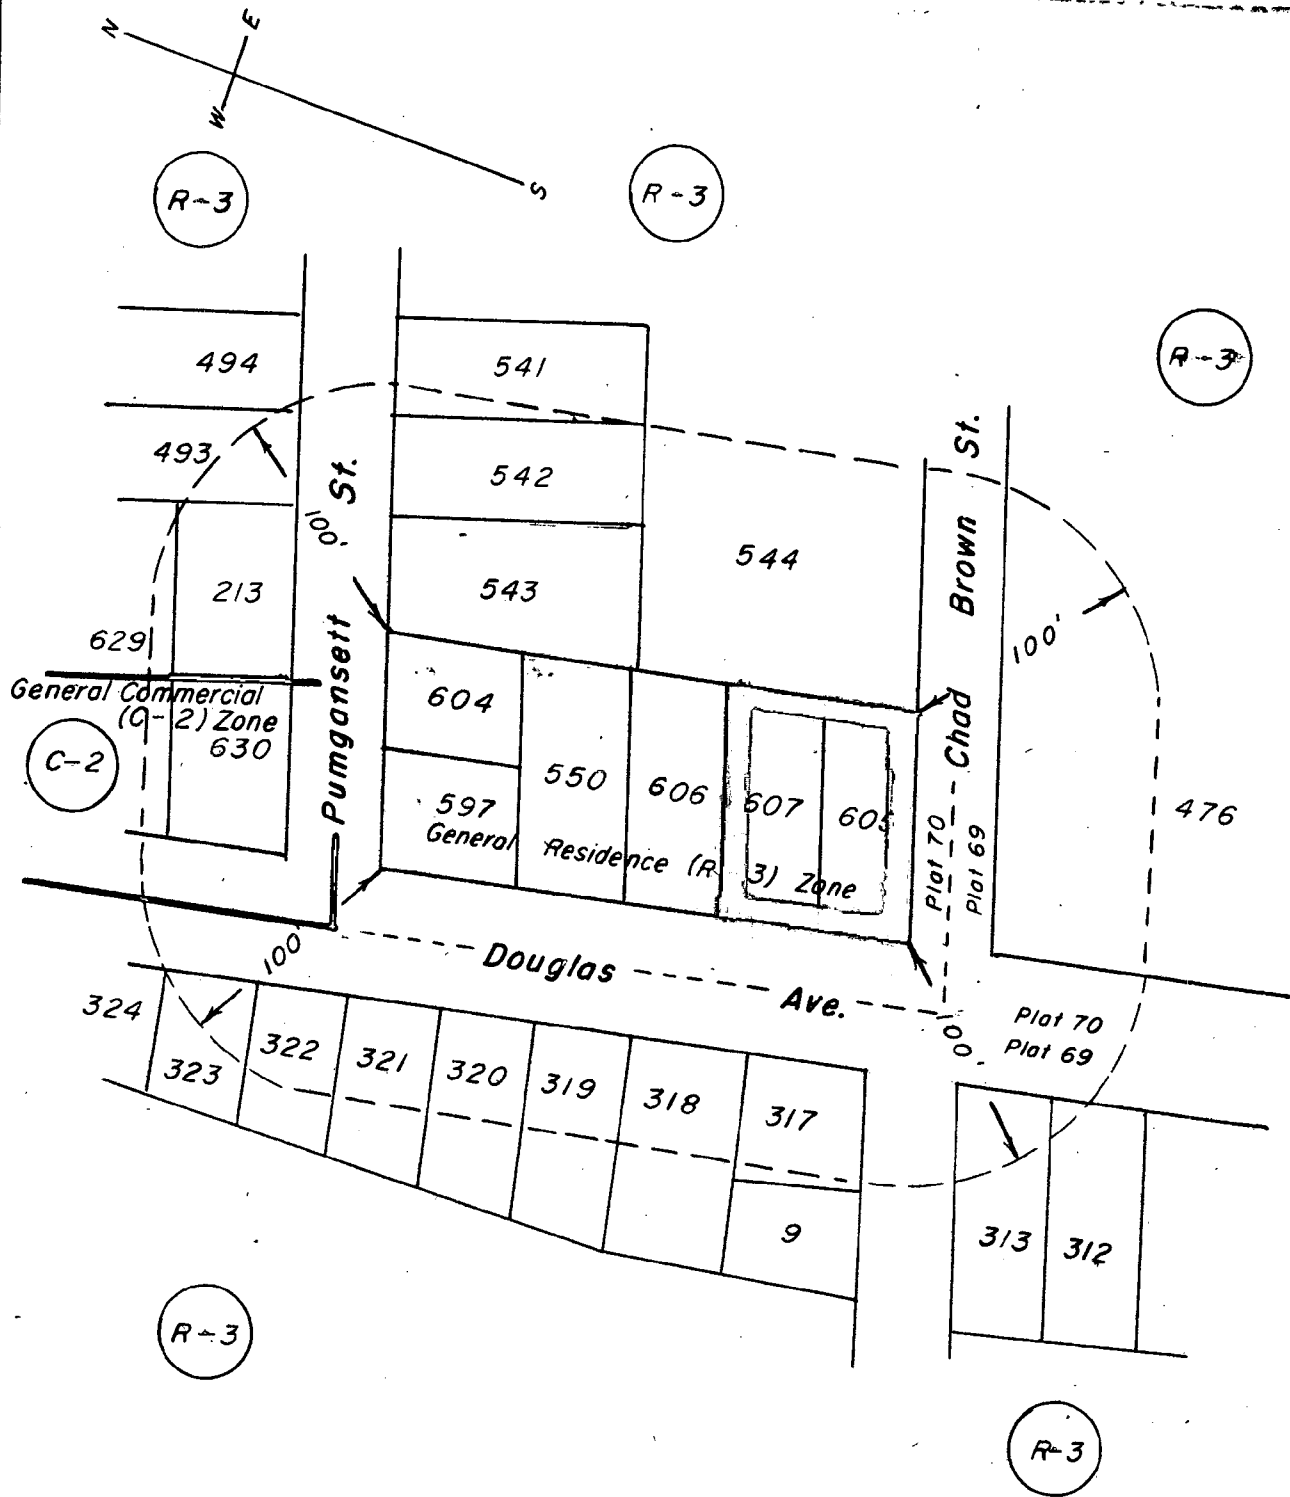 N
E
W
S
R-3
R-3
R-3
494
541
493
542
St.
St.
100'
Brown
544
213
543
629
Pumgansett
100'
General Commercial
(C-2) Zone
604
Chad
630
C-2
550
606
607
605
597
476
General Residence (R-3) Zone
Plat 70
Plat 69
100'
Douglas
Ave.
324
323
322
321
320
319
318
317
100'
Plat 70
Plat 69
9
313
312
R-3
R-3